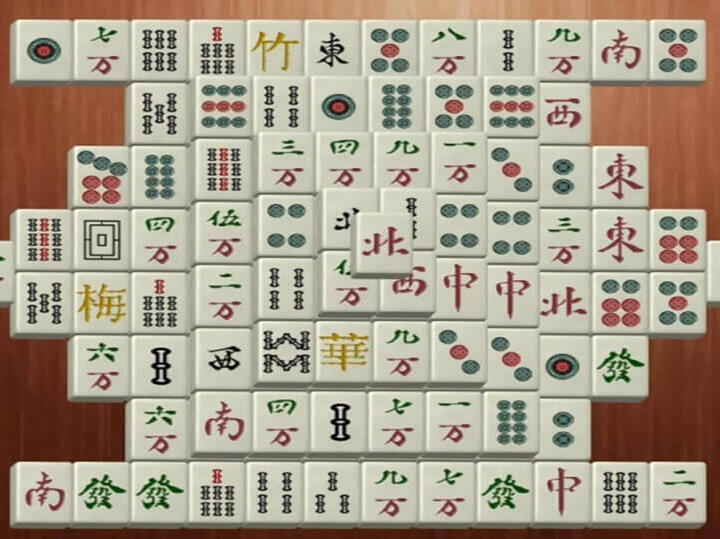 七万 竹 東 八万 九万 南
西
三万 四万 九万 一万 東
四万 伍万 北 三万 東
北
梅 二万 西 中 中 北
六万 西 華 九万 發
六万 南 四万 七万 一万
南 發 發 九万 七万 發 中 二万